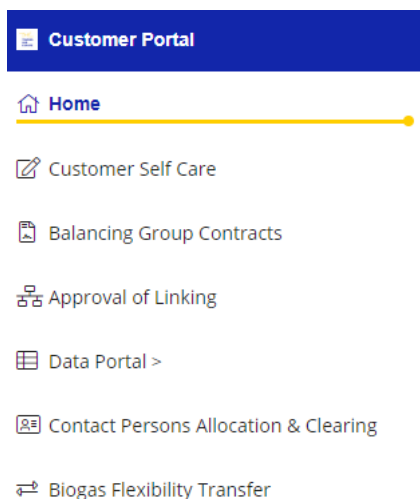 Customer Portal
Home
Customer Self Care
Balancing Group Contracts
Approval of Linking
Data Portal >
Contact Persons Allocation & Clearing
Biogas Flexibility Transfer